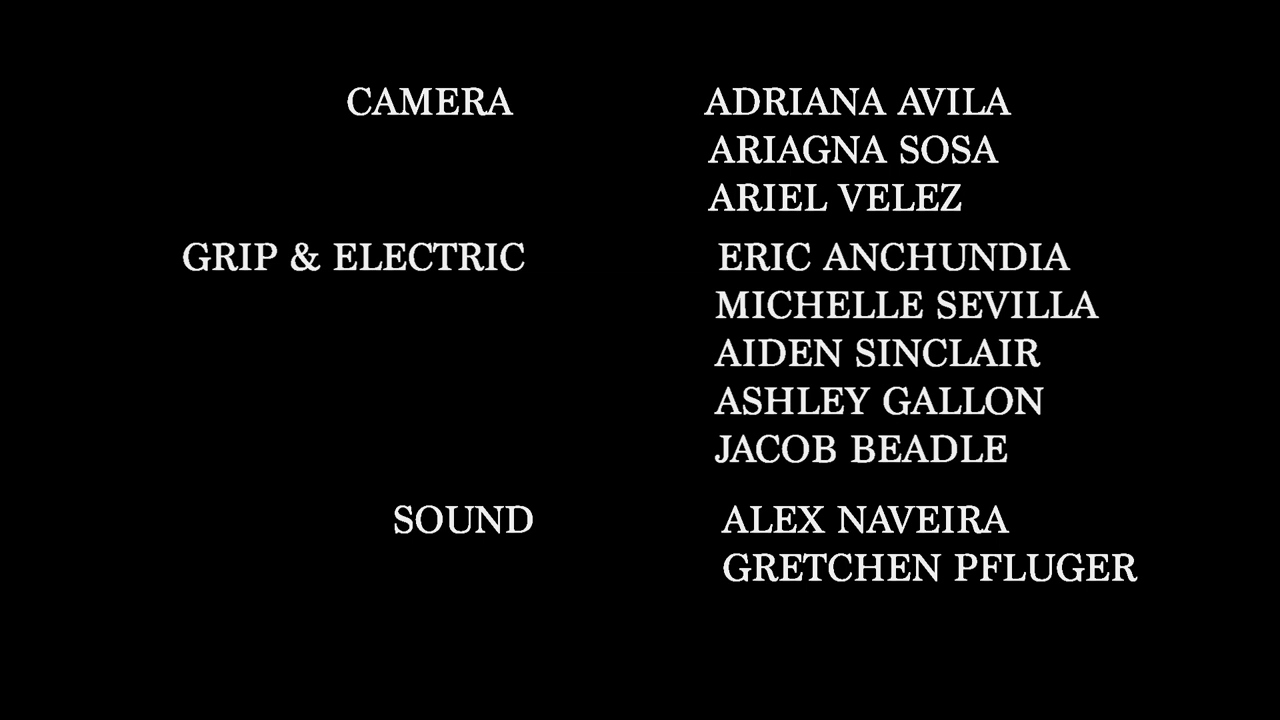 CAMERA ADRIANA AVILA
ARIAGNA SOSA
ARIEL VELEZ
GRIP & ELECTRIC ERIC ANCHUNDIA
MICHELLE SEVILLA
AIDEN SINCLAIR
ASHLEY GALLON
JACOB BEADLE
SOUND ALEX NAVEIRA
GRETCHEN PFLUGER